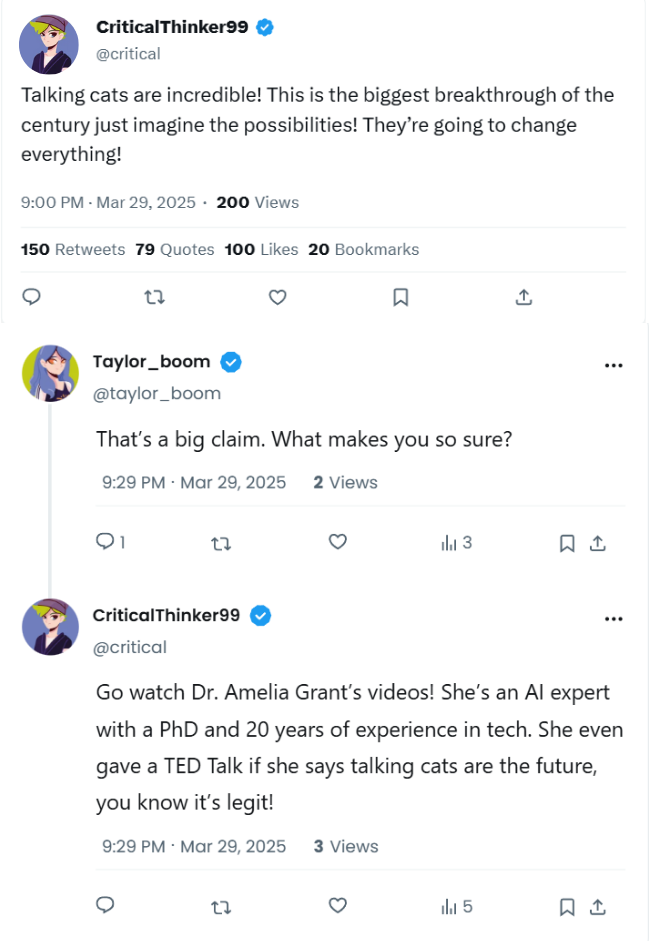 CriticalThinker99
@critical
Talking cats are incredible! This is the biggest breakthrough of the
century just imagine the possibilities! They’re going to change
everything!
9:00 PM · Mar 29, 2025 · 200 Views
150 Retweets 79 Quotes 100 Likes 20 Bookmarks
Taylor_boom
@taylor_boom
That’s a big claim. What makes you so sure?
9:29 PM · Mar 29, 2025 2 Views
1 3
CriticalThinker99
@critical
Go watch Dr. Amelia Grant’s videos! She’s an AI expert
with a PhD and 20 years of experience in tech. She even
gave a TED Talk if she says talking cats are the future,
you know it’s legit!
9:29 PM · Mar 29, 2025 3 Views
5